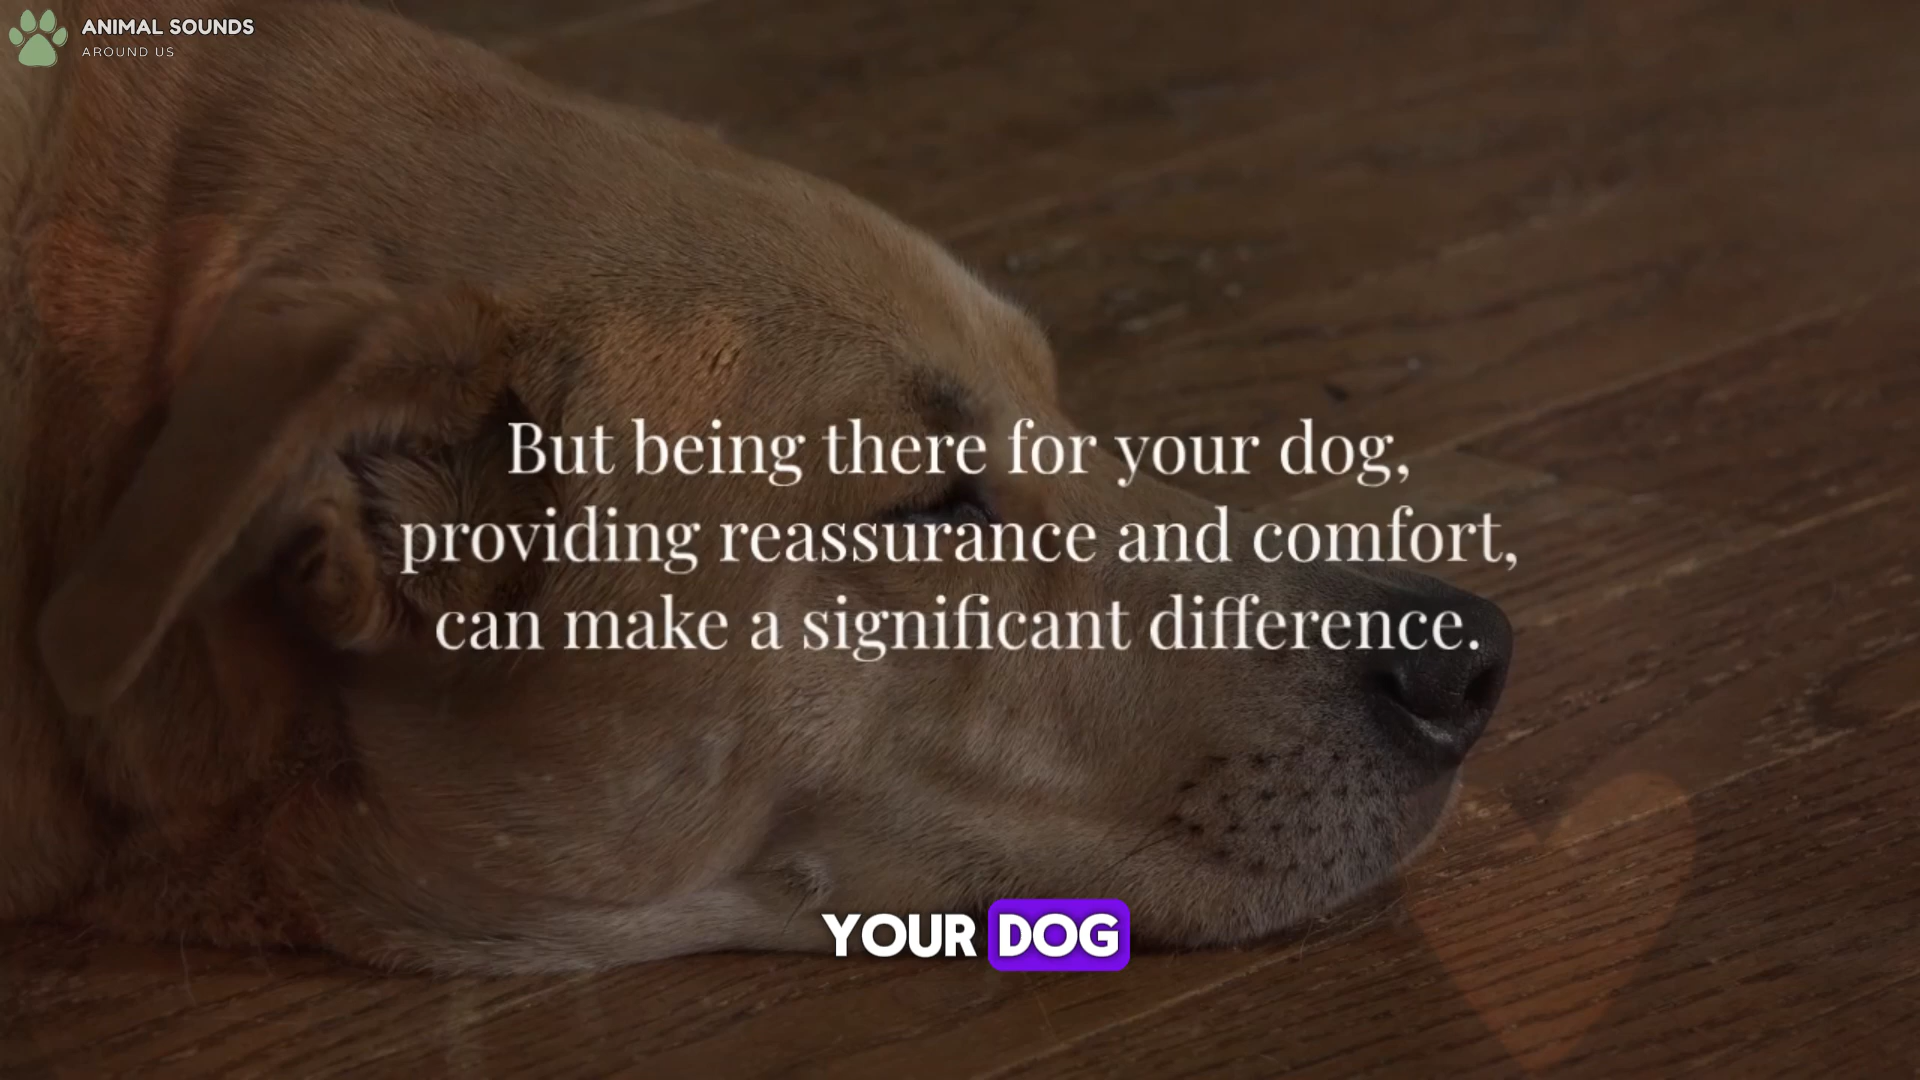 ANIMAL SOUNDS
AROUND US
But being there for your dog,
providing reassurance and comfort,
can make a significant difference.
YOUR DOG